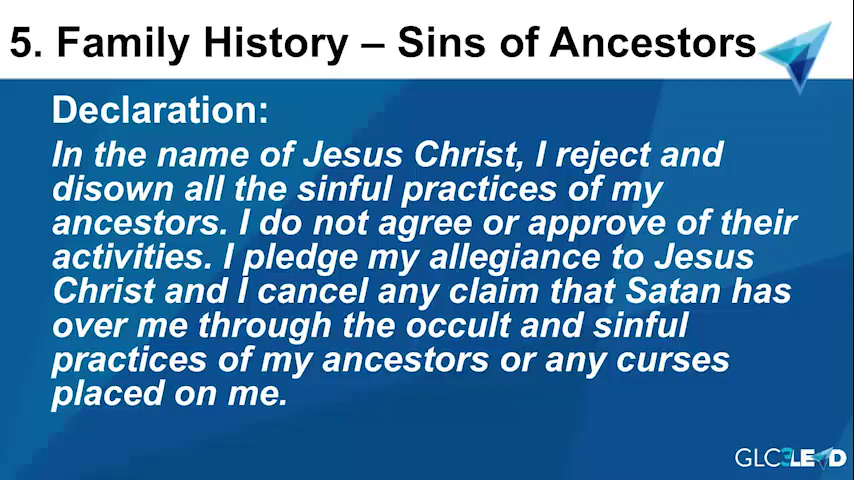 5. Family History – Sins of Ancestors
Declaration:
In the name of Jesus Christ, I reject and
disown all the sinful practices of my
ancestors. I do not agree or approve of their
activities. I pledge my allegiance to Jesus
Christ and I cancel any claim that Satan has
over me through the occult and sinful
practices of my ancestors or any curses
placed on me.
GLC